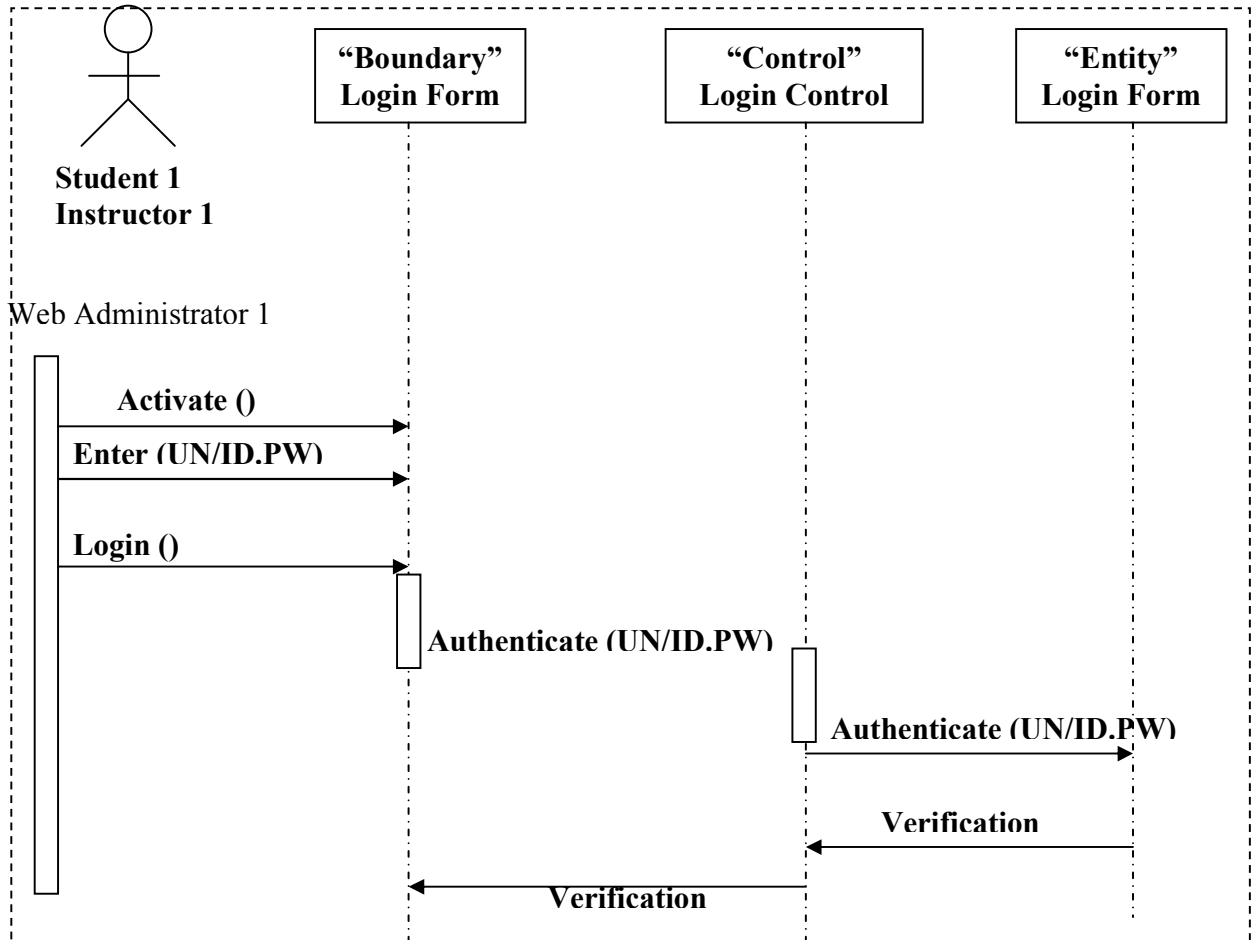 “Boundary”
Login Form
“Control”
Login Control
“Entity”
Login Form
Student 1
Instructor 1
Web Administrator 1
Activate ()
Enter (UN/ID.PW)
Login ()
Authenticate (UN/ID.PW)
Authenticate (UN/ID.PW)
Verification
Verification